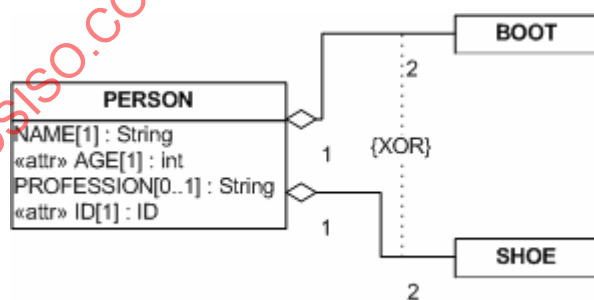 BOOT
2
PERSON
NAME[1] : String
«attr» AGE[1] : int
PROFESSION[0..1] : String
«attr» ID[1] : ID
1
{XOR}
1
SHOE
2